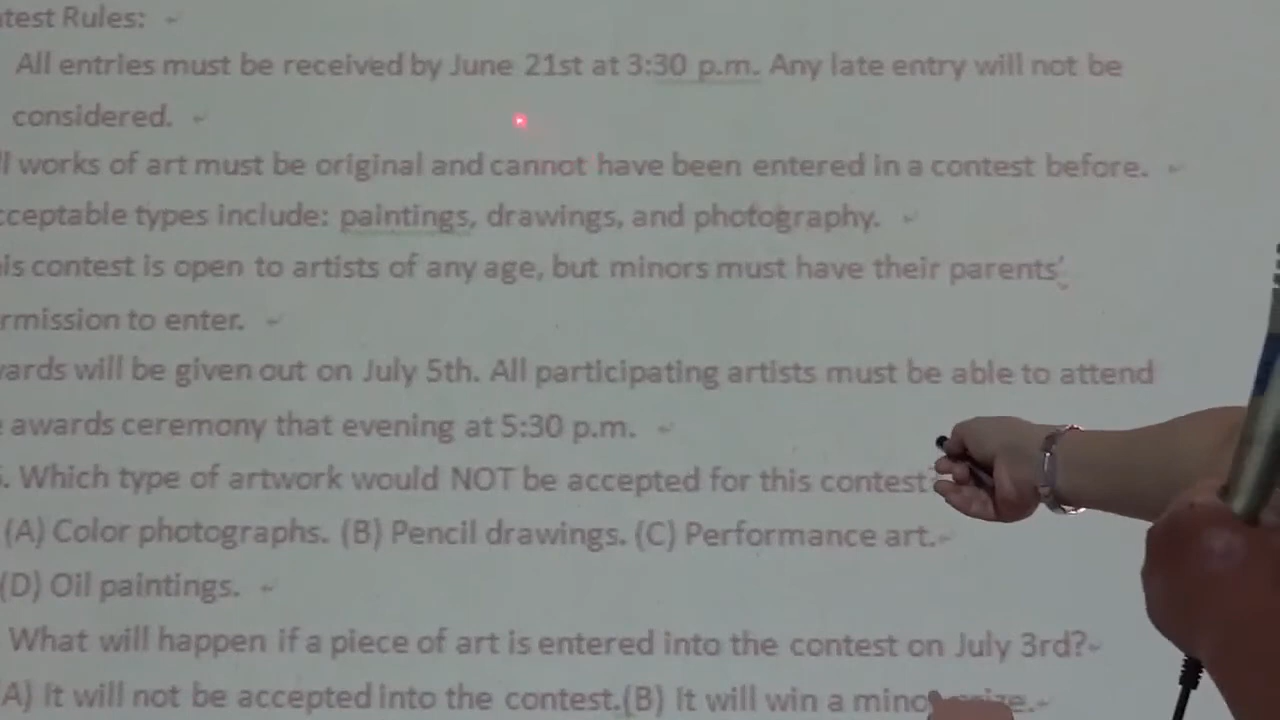 test Rules:
All entries must be received by June 21st at 3:30 p.m. Any late entry will not be
considered.
works of art must be original and cannot have been entered in a contest before.
cceptable types include: paintings, drawings, and photography.
is contest is open to artists of any age, but minors must have their parents'
rmission to enter.
ards will be given out on July 5th. All participating artists must be able to attend
awards ceremony that evening at 5:30 p.m.
. Which type of artwork would NOT be accepted for this contest
(A) Color photographs. (B) Pencil drawings. (C) Performance art.
(D) Oil paintings.
What will happen if a piece of art is entered into the contest on July 3rd?
A) It will not be accepted into the contest.(B) It will win a mino